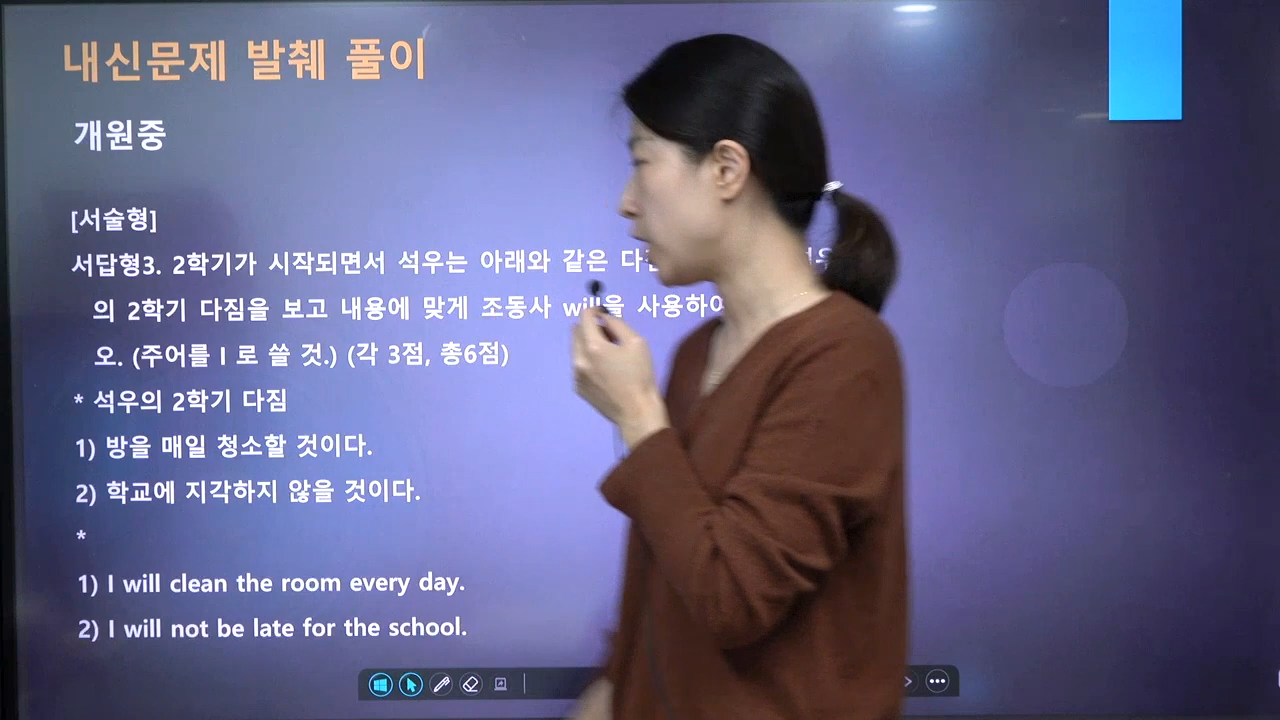 내신문제 발췌 풀이
개원중
[서술형]
서답형3. 2학기가 시작되면서 석우는 아래와 같은
의 2학기 다짐을 보고 내용에 맞게 조동사 will을 사용하여
오. (주어를 I 로 쓸 것.) (각 3점, 총6점)
* 석우의 2학기 다짐
1) 방을 매일 청소할 것이다.
2) 학교에 지각하지 않을 것이다.
*
1) I will clean the room every day.
2) I will not be late for the school.